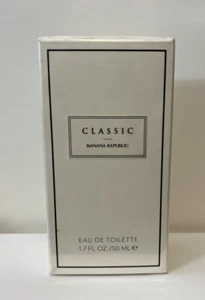 CLASSIC
BANANA REPUBLIC
EAU DE TOILETTE
1.7 FL.OZ./50 ML ℮